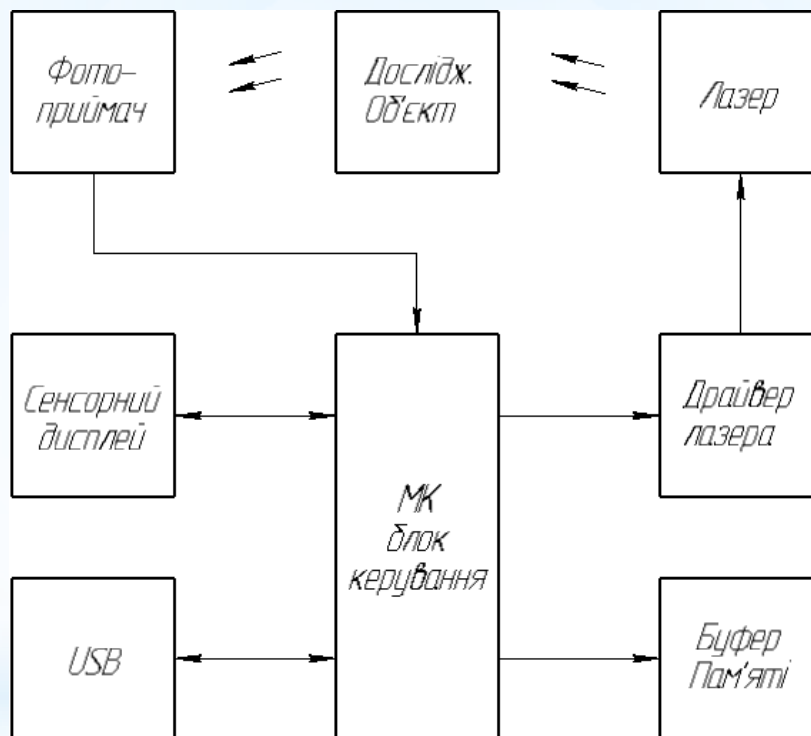 Фото-
приймач
Дослідж.
Об'єкт
Лазер
Сенсорний
дисплей
МК
блок
керування
Драйвер
лазера
USB
Буфер
Пам'яті